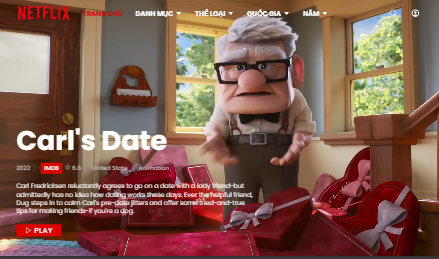 NETFLIX TRANG CHỦ DANH MỤC THỂ LOẠI QUỐC GIA NĂM
Carl's Date
2022 IMDB ☆ 6.8 United States Animation
Carl Fredricksen reluctantly agrees to go on a date with a lady friend-but
admittedly has no idea how dating works these days. Ever the helpful friend,
Dug steps in to calm Carl's pre-date jitters and offer some tried-and-true
tips for making friends-if you're a dog.
▷ PLAY